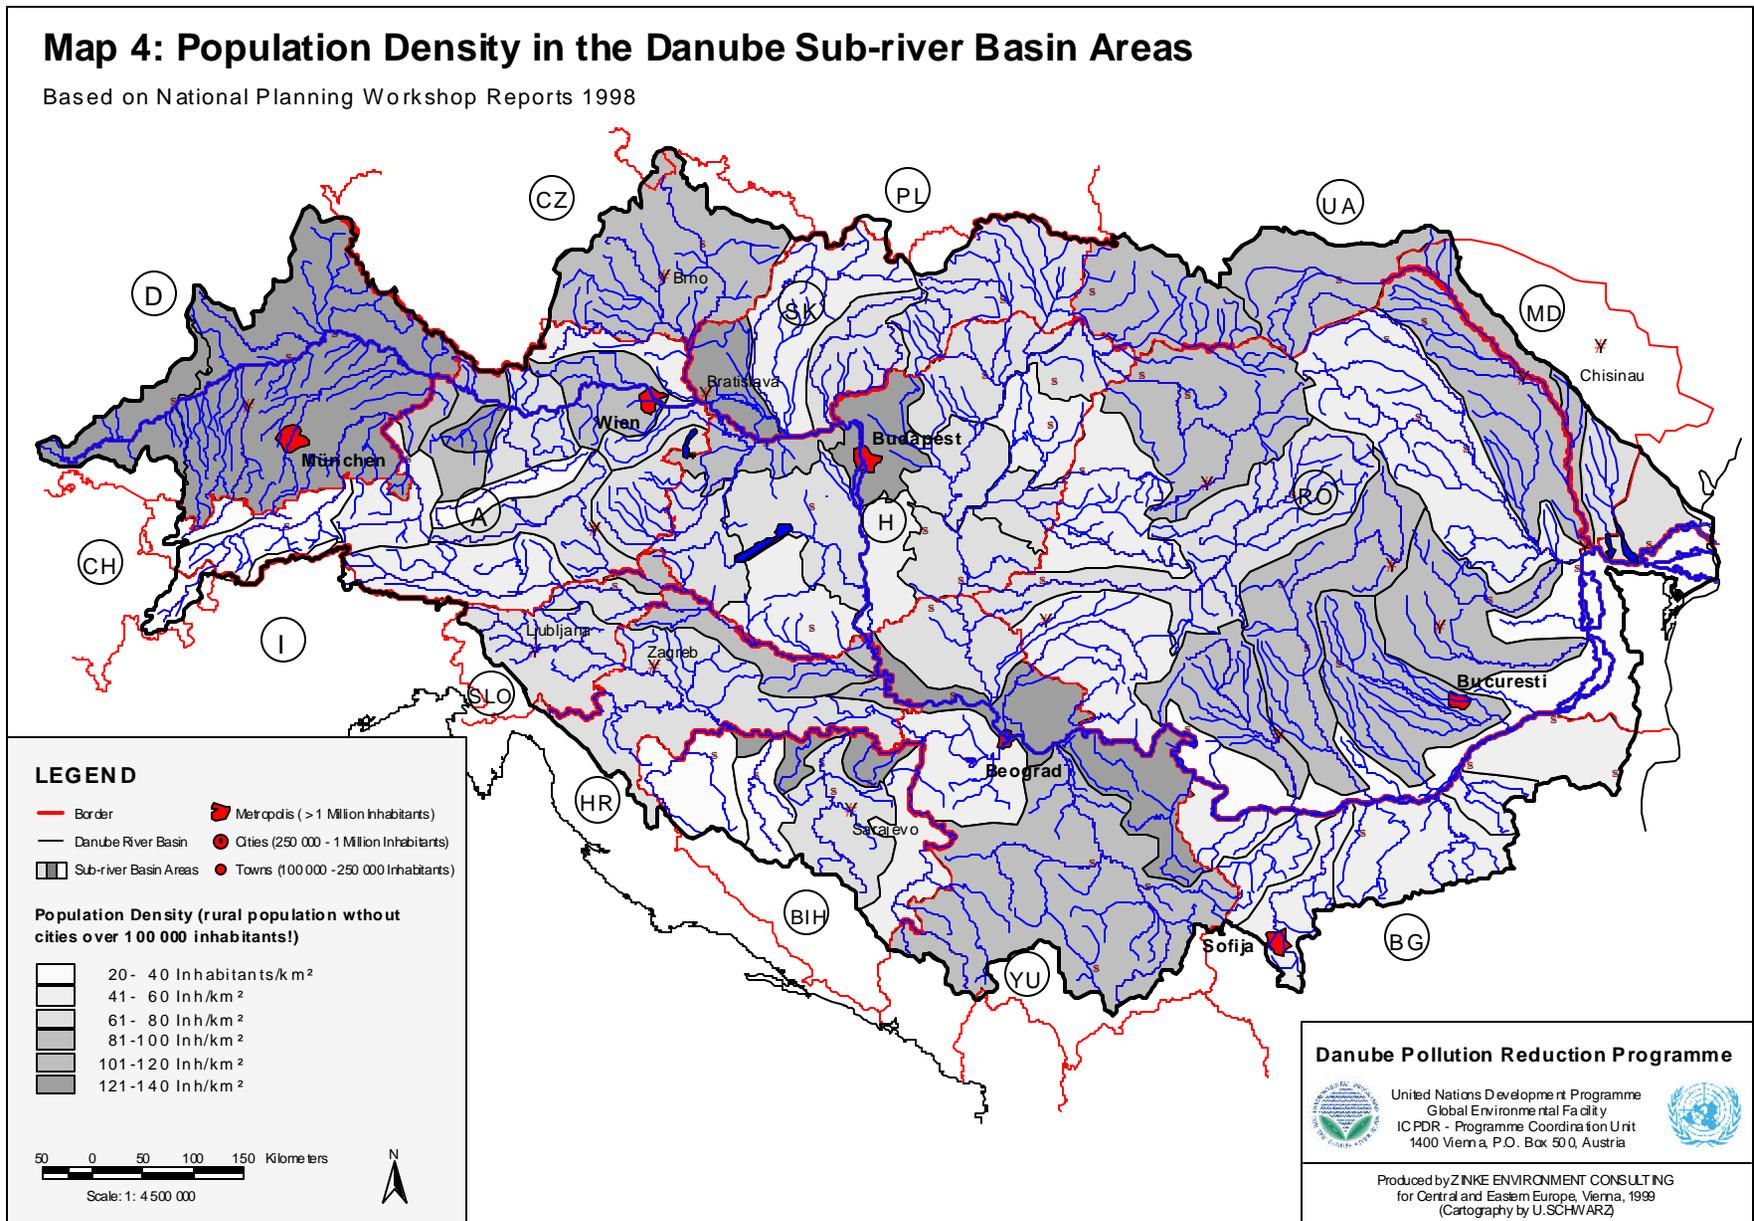 Map 4: Population Density in the Danube Sub-river Basin Areas
Based on National Planning Workshop Reports 1998
CZ
PL
UA
D
SK
MD
Brno
Chisinau
Bratislava
Wien
Budapest
München
RO
A
H
CH
I
Ljubljana
Zagreb
SLO
Bucuresti
Beograd
HR
Sarajevo
BIH
Sofija
BG
YU
LEGEND
Border
Metropolis ( > 1 Million Inhabitants)
Danube River Basin
Cities (250 000 - 1 Million Inhabitants)
Sub-river Basin Areas
Towns (100 000 - 250 000 Inhabitants)
Population Density (rural population wthout
cities over 100 000 inhabitants!)
20- 40 Inhabitants/km²
41- 60 Inh/km²
61- 80 Inh/km²
81-100 Inh/km²
101-120 Inh/km²
121-140 Inh/km²
50 0 50 100 150 Kilometers
N
Scale: 1: 4 500 000
Danube Pollution Reduction Programme
United Nations Development Programme
Global Environmental Facility
ICPDR - Programme Coordination Unit
1400 Vienna, P.O. Box 500, Austria
Produced by ZINKE ENVIRONMENT CONSULTING
for Central and Eastern Europe, Vienna, 1999
(Cartography by U.SCHWARZ)